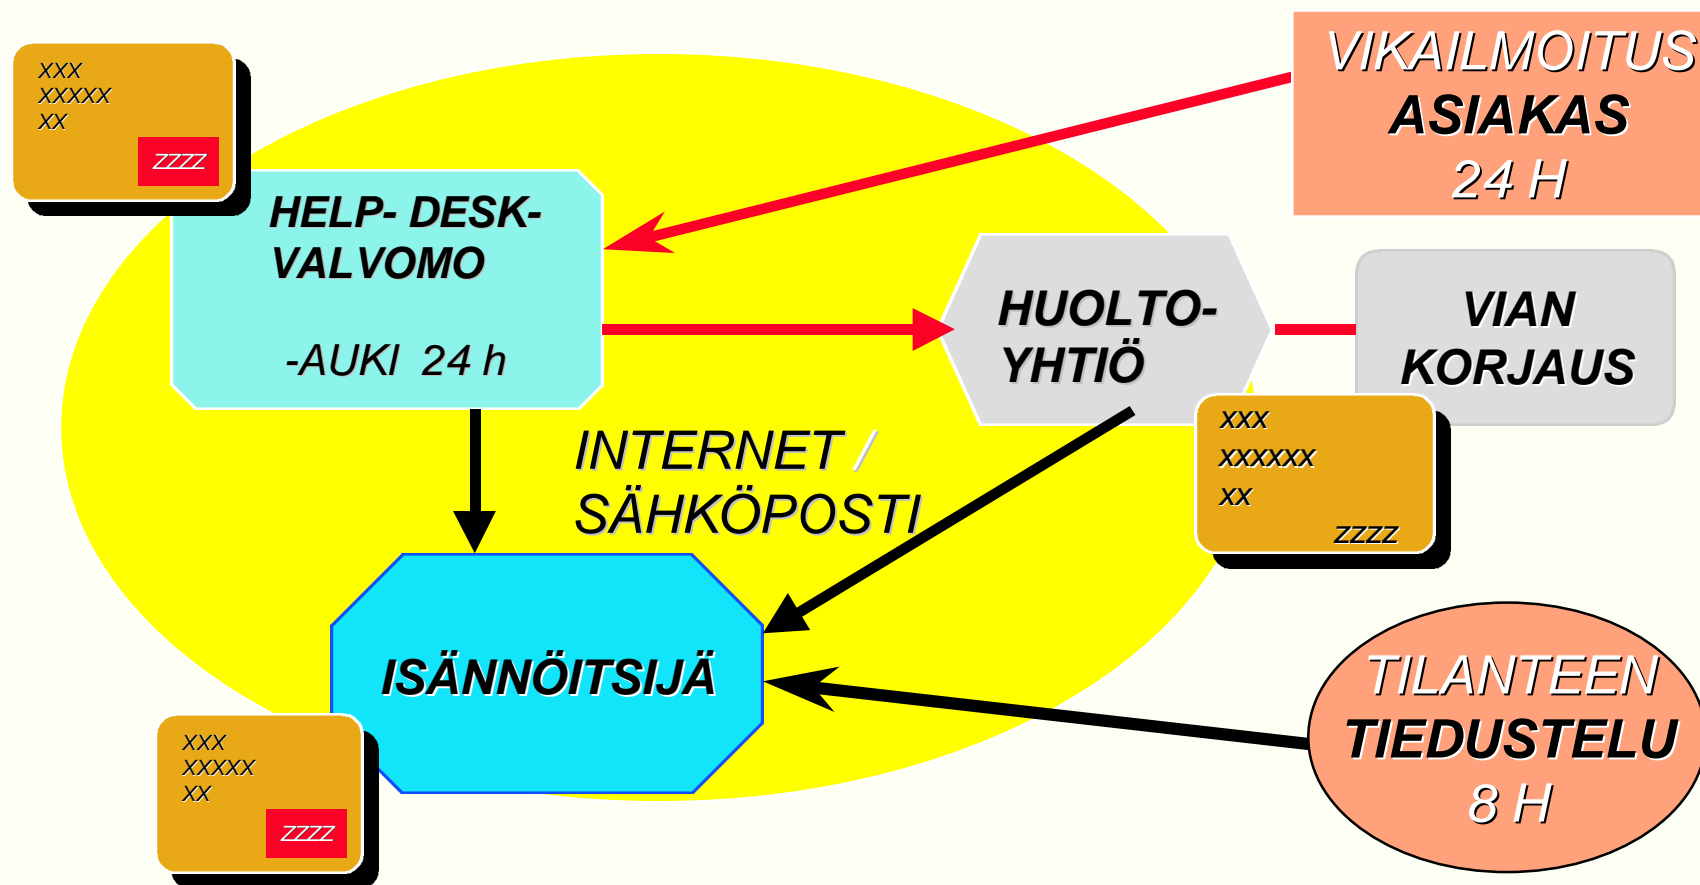 XXX
XXXXX
XX
ZZZZ
VIKAILMOITUS
ASIAKAS
24 H
HELP- DESK-
VALVOMO
-AUKI 24 h
HUOLTO-
YHTIÖ
VIAN
KORJAUS
XXX
XXXXXX
XX
ZZZZ
INTERNET /
SÄHKÖPOSTI
ISÄNNÖITSIJÄ
TILANTEEN
TIEDUSTELU
8 H
XXX
XXXXX
XX
ZZZZ